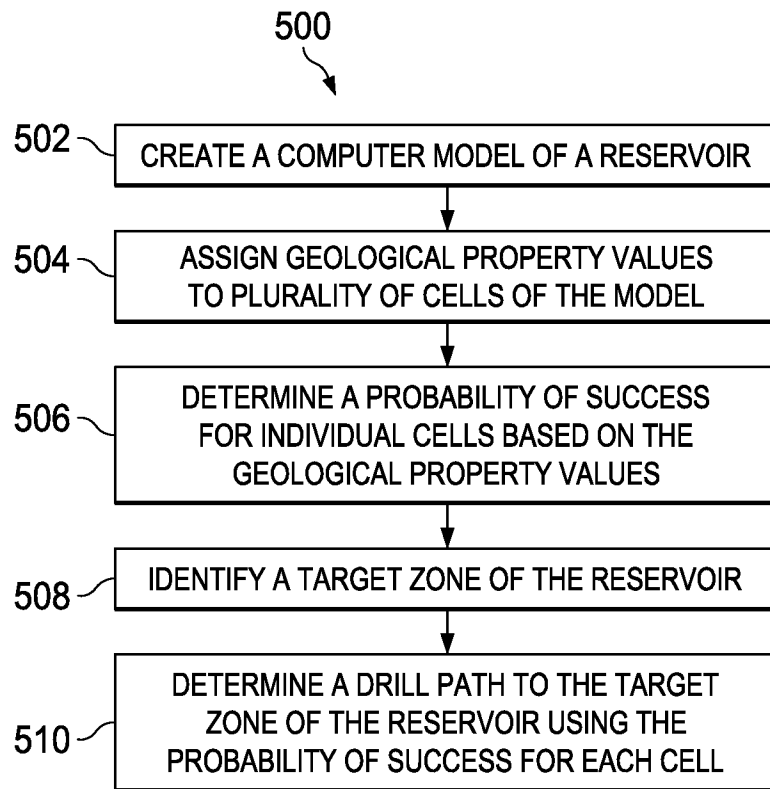 500
502
CREATE A COMPUTER MODEL OF A RESERVOIR
504
ASSIGN GEOLOGICAL PROPERTY VALUES
TO PLURALITY OF CELLS OF THE MODEL
506
DETERMINE A PROBABILITY OF SUCCESS
FOR INDIVIDUAL CELLS BASED ON THE
GEOLOGICAL PROPERTY VALUES
508
IDENTIFY A TARGET ZONE OF THE RESERVOIR
510
DETERMINE A DRILL PATH TO THE TARGET
ZONE OF THE RESERVOIR USING THE
PROBABILITY OF SUCCESS FOR EACH CELL